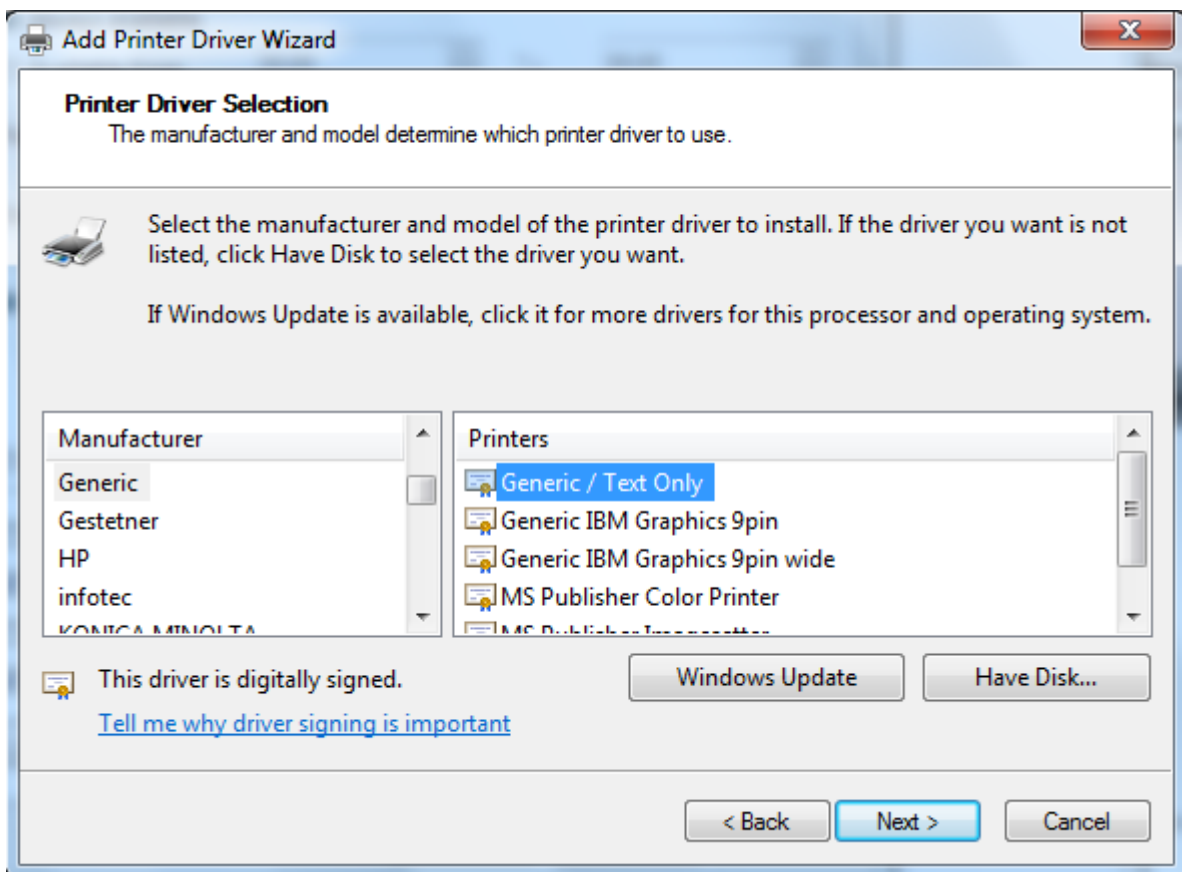 Add Printer Driver Wizard
Printer Driver Selection
The manufacturer and model determine which printer driver to use.
Select the manufacturer and model of the printer driver to install. If the driver you want is not
listed, click Have Disk to select the driver you want.
If Windows Update is available, click it for more drivers for this processor and operating system.
Manufacturer
Generic
Gestetner
HP
infotec
KONICA MINOLTA
Printers
Generic / Text Only
Generic IBM Graphics 9pin
Generic IBM Graphics 9pin wide
MS Publisher Color Printer
MS Publisher Imagesetter
This driver is digitally signed.
Tell me why driver signing is important
Windows Update
Have Disk...
< Back
Next >
Cancel